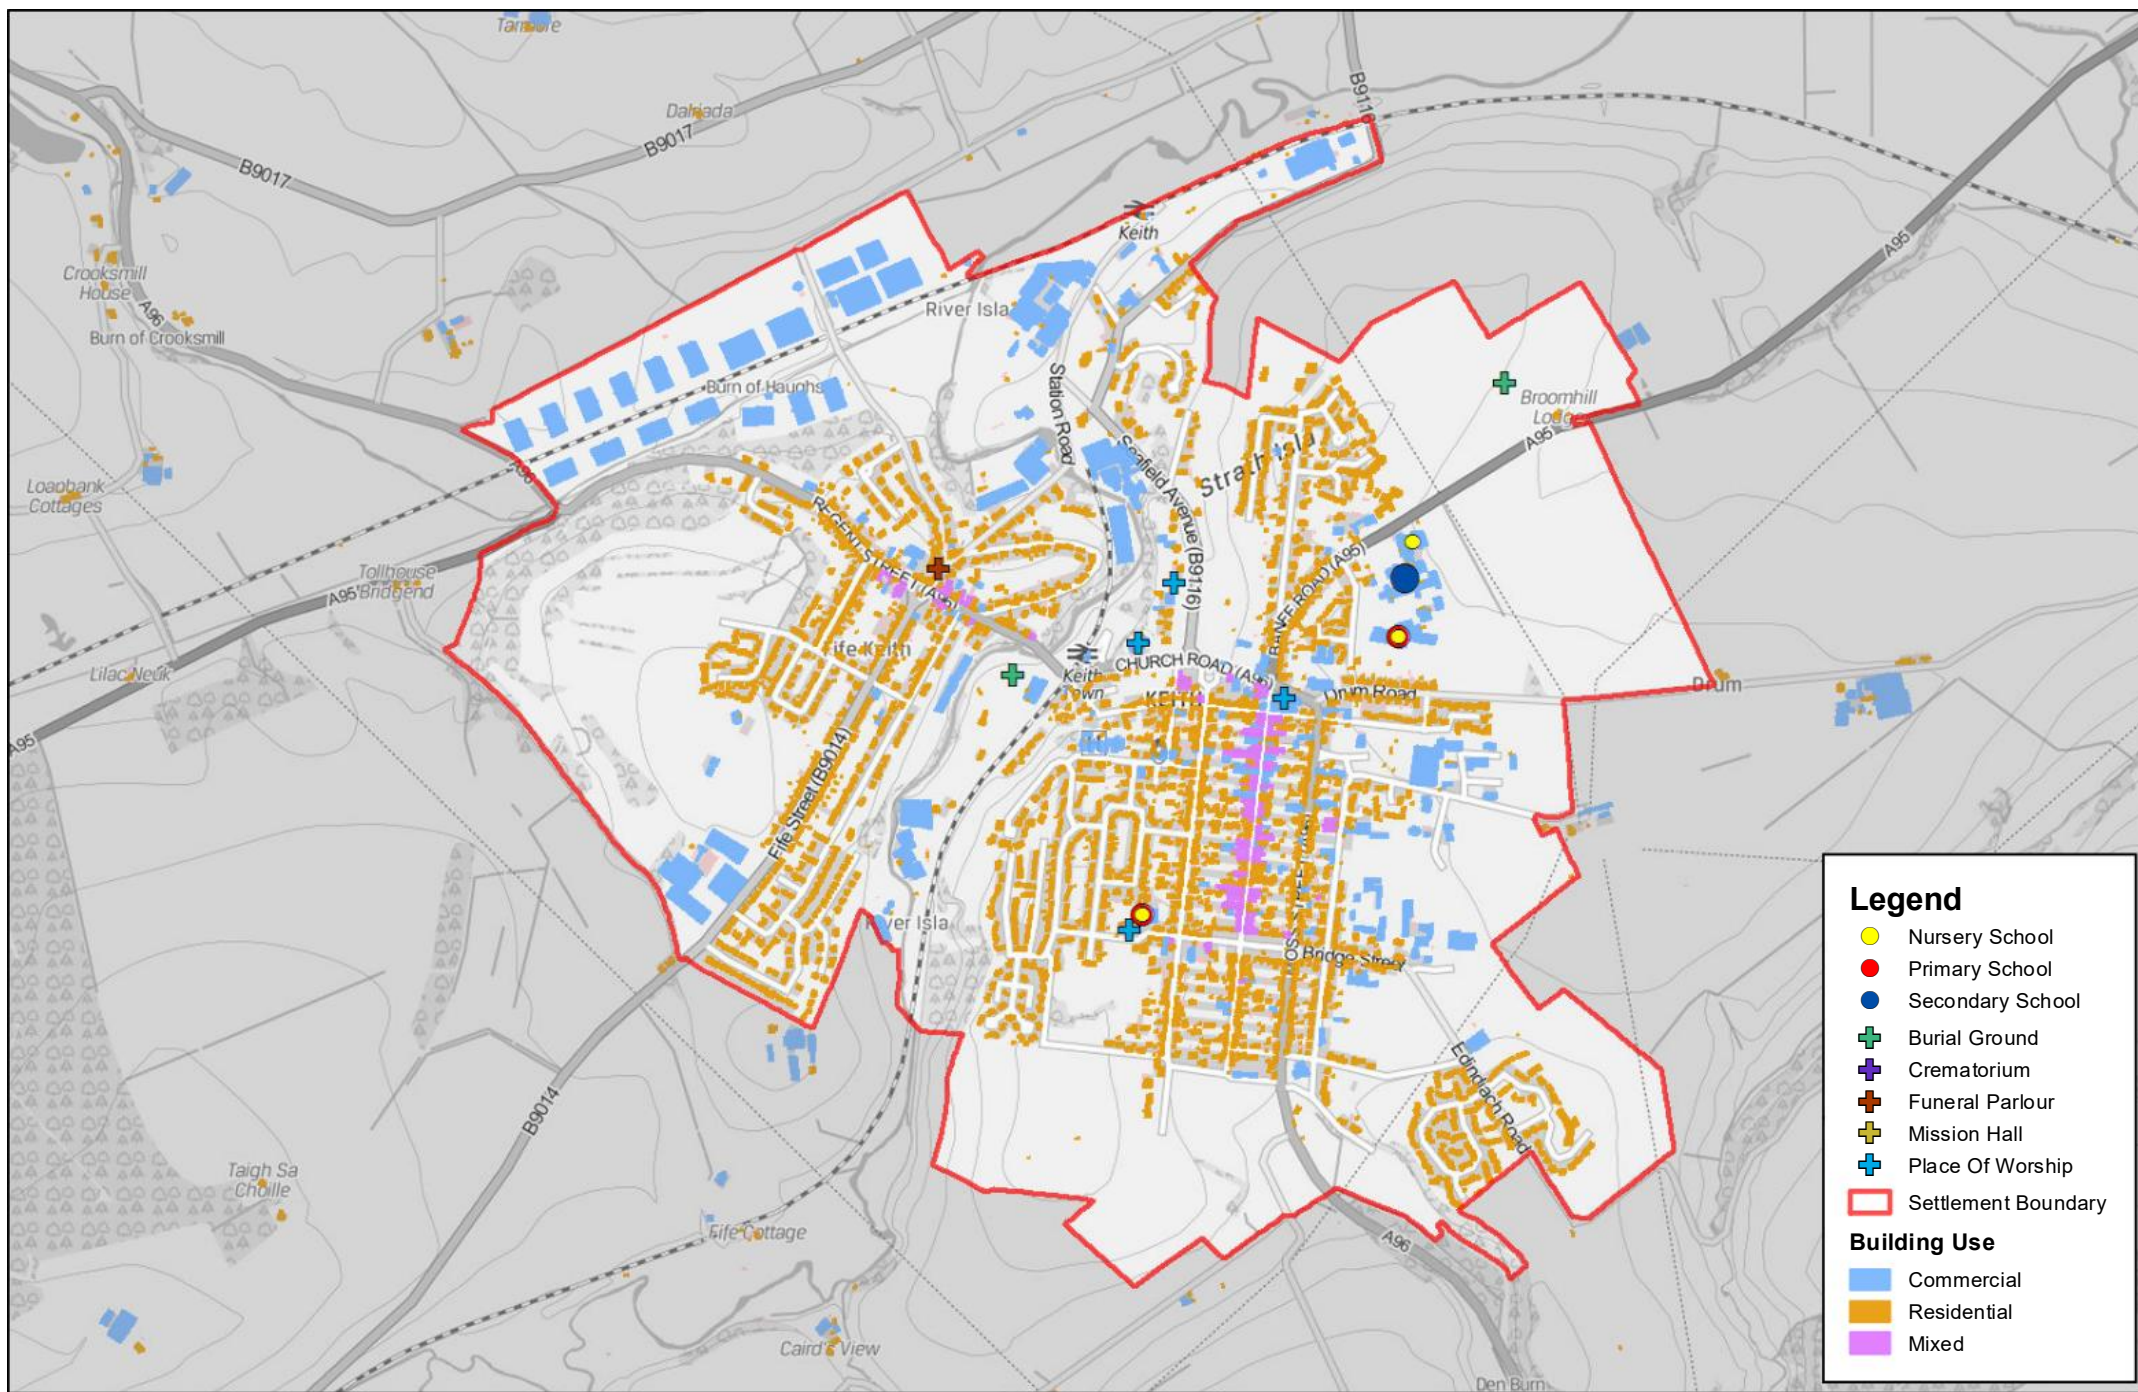 Tarmore
B9116
Dalriada
B9017
B9017
Keith
A95
Crooksmill
House
A96
Burn of Crooksmill
River Isla
Burn of Haughs
Station Road
Broomhill
Lodge
A95
Seafield Avenue (B9116)
Strath Isla
A96
Loanbank
Cottages
REGENT STREET (A96)
BANFF ROAD (A95)
Tollhouse
Bridgend
A95
Fife Keith
Lilac Neuk
CHURCH ROAD (A96)
Keith
Town
KEITH
Drum Road
Drum
A95
Fife Street (B9014)
MOSS STREET (A96)
River Isla
Bridge Street
Edindiach Road
B9014
Taigh Sa
Choille
Fife Cottage
A96
Caird's View
Den Burn
Legend
Nursery School
Primary School
Secondary School
Burial Ground
Crematorium
Funeral Parlour
Mission Hall
Place Of Worship
Settlement Boundary
Building Use
Commercial
Residential
Mixed